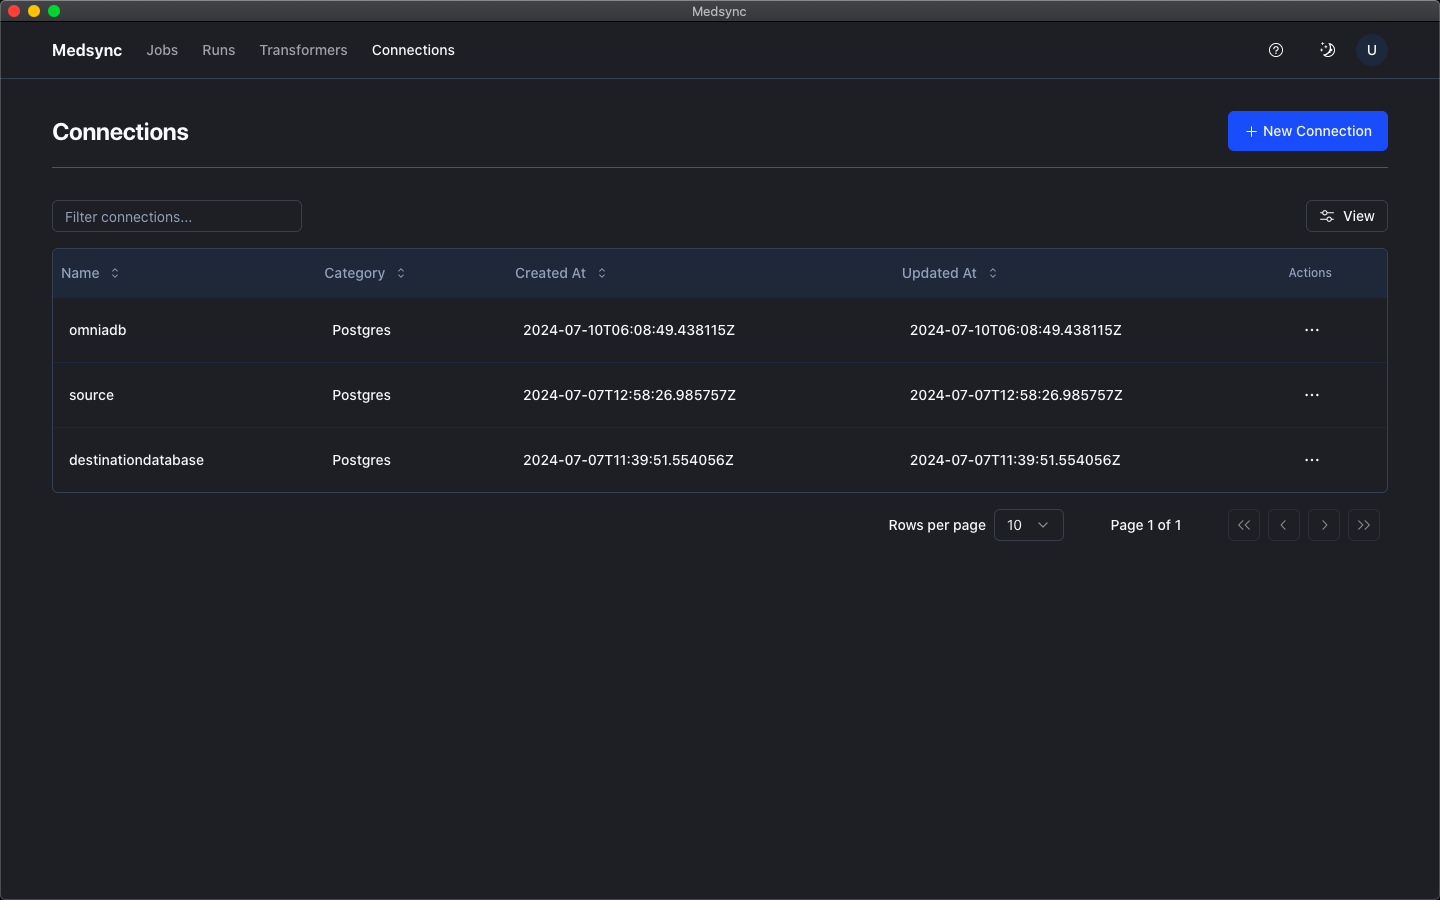 Medsync
Medsync Jobs Runs Transformers Connections U
Connections + New Connection
Filter connections... View
Name Category Created At Updated At Actions
omniadb Postgres 2024-07-10T06:08:49.438115Z 2024-07-10T06:08:49.438115Z ...
source Postgres 2024-07-07T12:58:26.985757Z 2024-07-07T12:58:26.985757Z ...
destinationdatabase Postgres 2024-07-07T11:39:51.554056Z 2024-07-07T11:39:51.554056Z ...
Rows per page 10 Page 1 of 1